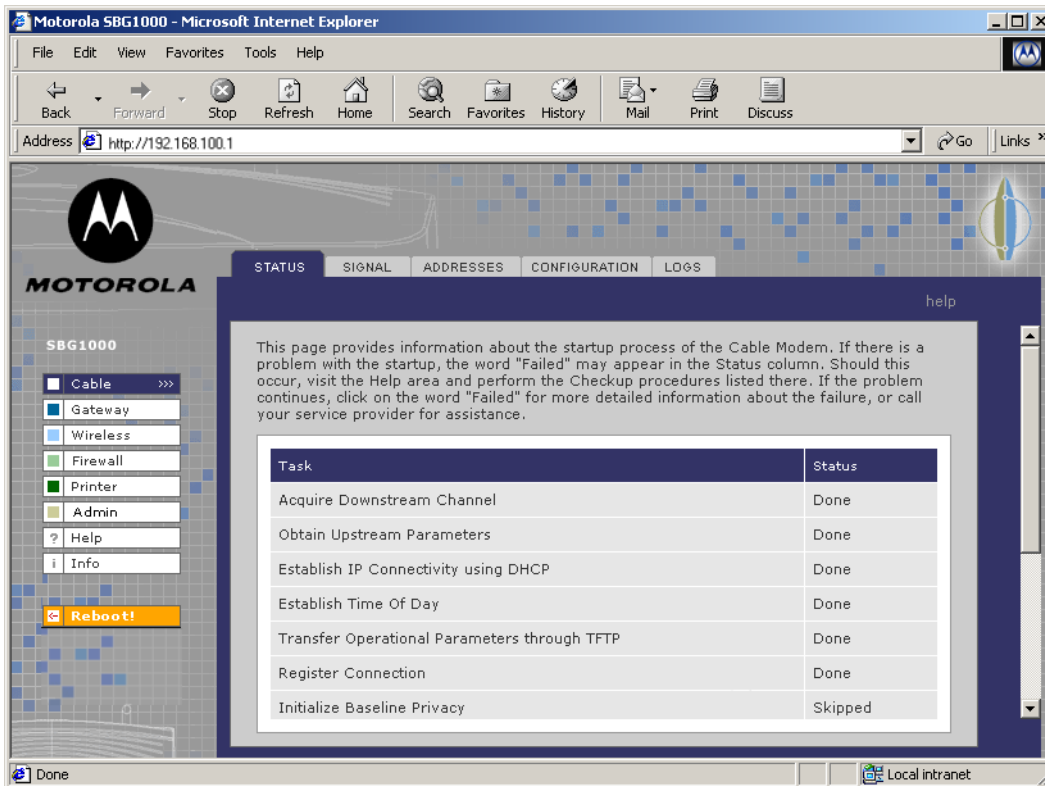 Motorola SBG1000 - Microsoft Internet Explorer
File Edit View Favorites Tools Help
Back Forward Stop Refresh Home Search Favorites History Mail Print Discuss
Address http://192.168.100.1 Go Links »
MOTOROLA
STATUS SIGNAL ADDRESSES CONFIGURATION LOGS
help
SBG1000
Cable >>>
Gateway
Wireless
Firewall
Printer
Admin
? Help
i Info
Reboot!
This page provides information about the startup process of the Cable Modem. If there is a
problem with the startup, the word "Failed" may appear in the Status column. Should this
occur, visit the Help area and perform the Checkup procedures listed there. If the problem
continues, click on the word "Failed" for more detailed information about the failure, or call
your service provider for assistance.
Task Status
Acquire Downstream Channel Done
Obtain Upstream Parameters Done
Establish IP Connectivity using DHCP Done
Establish Time Of Day Done
Transfer Operational Parameters through TFTP Done
Register Connection Done
Initialize Baseline Privacy Skipped
Done Local intranet